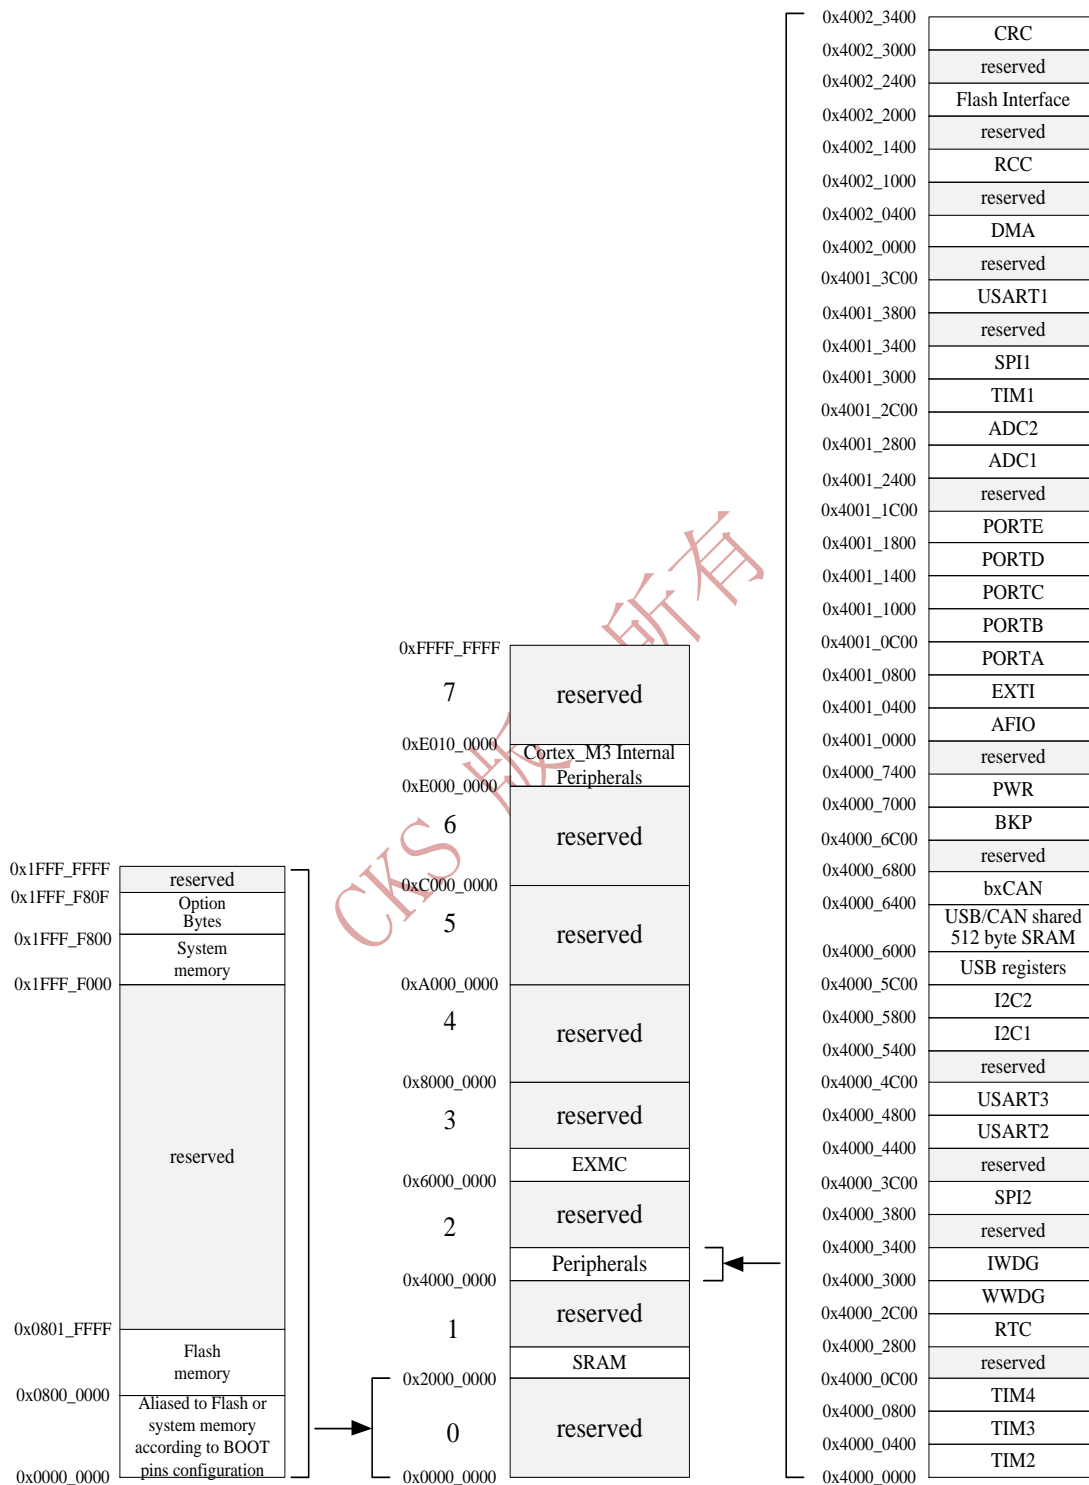 0x1FFF_FFFF
reserved
0x1FFF_F80F
Option
Bytes
0x1FFF_F800
System
memory
0x1FFF_F000
reserved
0x0801_FFFF
Flash
memory
0x0800_0000
Aliased to Flash or
system memory
according to BOOT
pins configuration
0x0000_0000
0xFFFF_FFFF
7
reserved
0xE010_0000
Cortex_M3 Internal
Peripherals
0xE000_0000
6
reserved
0xC000_0000
5
reserved
0xA000_0000
4
reserved
0x8000_0000
3
reserved
EXMC
0x6000_0000
2
reserved
Peripherals
0x4000_0000
1
reserved
SRAM
0x2000_0000
0
reserved
0x0000_0000
0x4002_3400
CRC
0x4002_3000
reserved
0x4002_2400
Flash Interface
0x4002_2000
reserved
0x4002_1400
RCC
0x4002_1000
reserved
0x4002_0400
DMA
0x4002_0000
reserved
0x4001_3C00
USART1
0x4001_3800
reserved
0x4001_3400
SPI1
0x4001_3000
TIM1
0x4001_2C00
ADC2
0x4001_2800
ADC1
0x4001_2400
reserved
0x4001_1C00
PORTE
0x4001_1800
PORTD
0x4001_1400
PORTC
0x4001_1000
PORTB
0x4001_0C00
PORTA
0x4001_0800
EXTI
0x4001_0400
AFIO
0x4001_0000
reserved
0x4000_7400
PWR
0x4000_7000
BKP
0x4000_6C00
reserved
0x4000_6800
bxCAN
0x4000_6400
USB/CAN shared
512 byte SRAM
0x4000_6000
USB registers
0x4000_5C00
I2C2
0x4000_5800
I2C1
0x4000_5400
reserved
0x4000_4C00
USART3
0x4000_4800
USART2
0x4000_4400
reserved
0x4000_3C00
SPI2
0x4000_3800
reserved
0x4000_3400
IWDG
0x4000_3000
WWDG
0x4000_2C00
RTC
0x4000_2800
reserved
0x4000_0C00
TIM4
0x4000_0800
TIM3
0x4000_0400
TIM2
0x4000_0000
CKS 版 所有